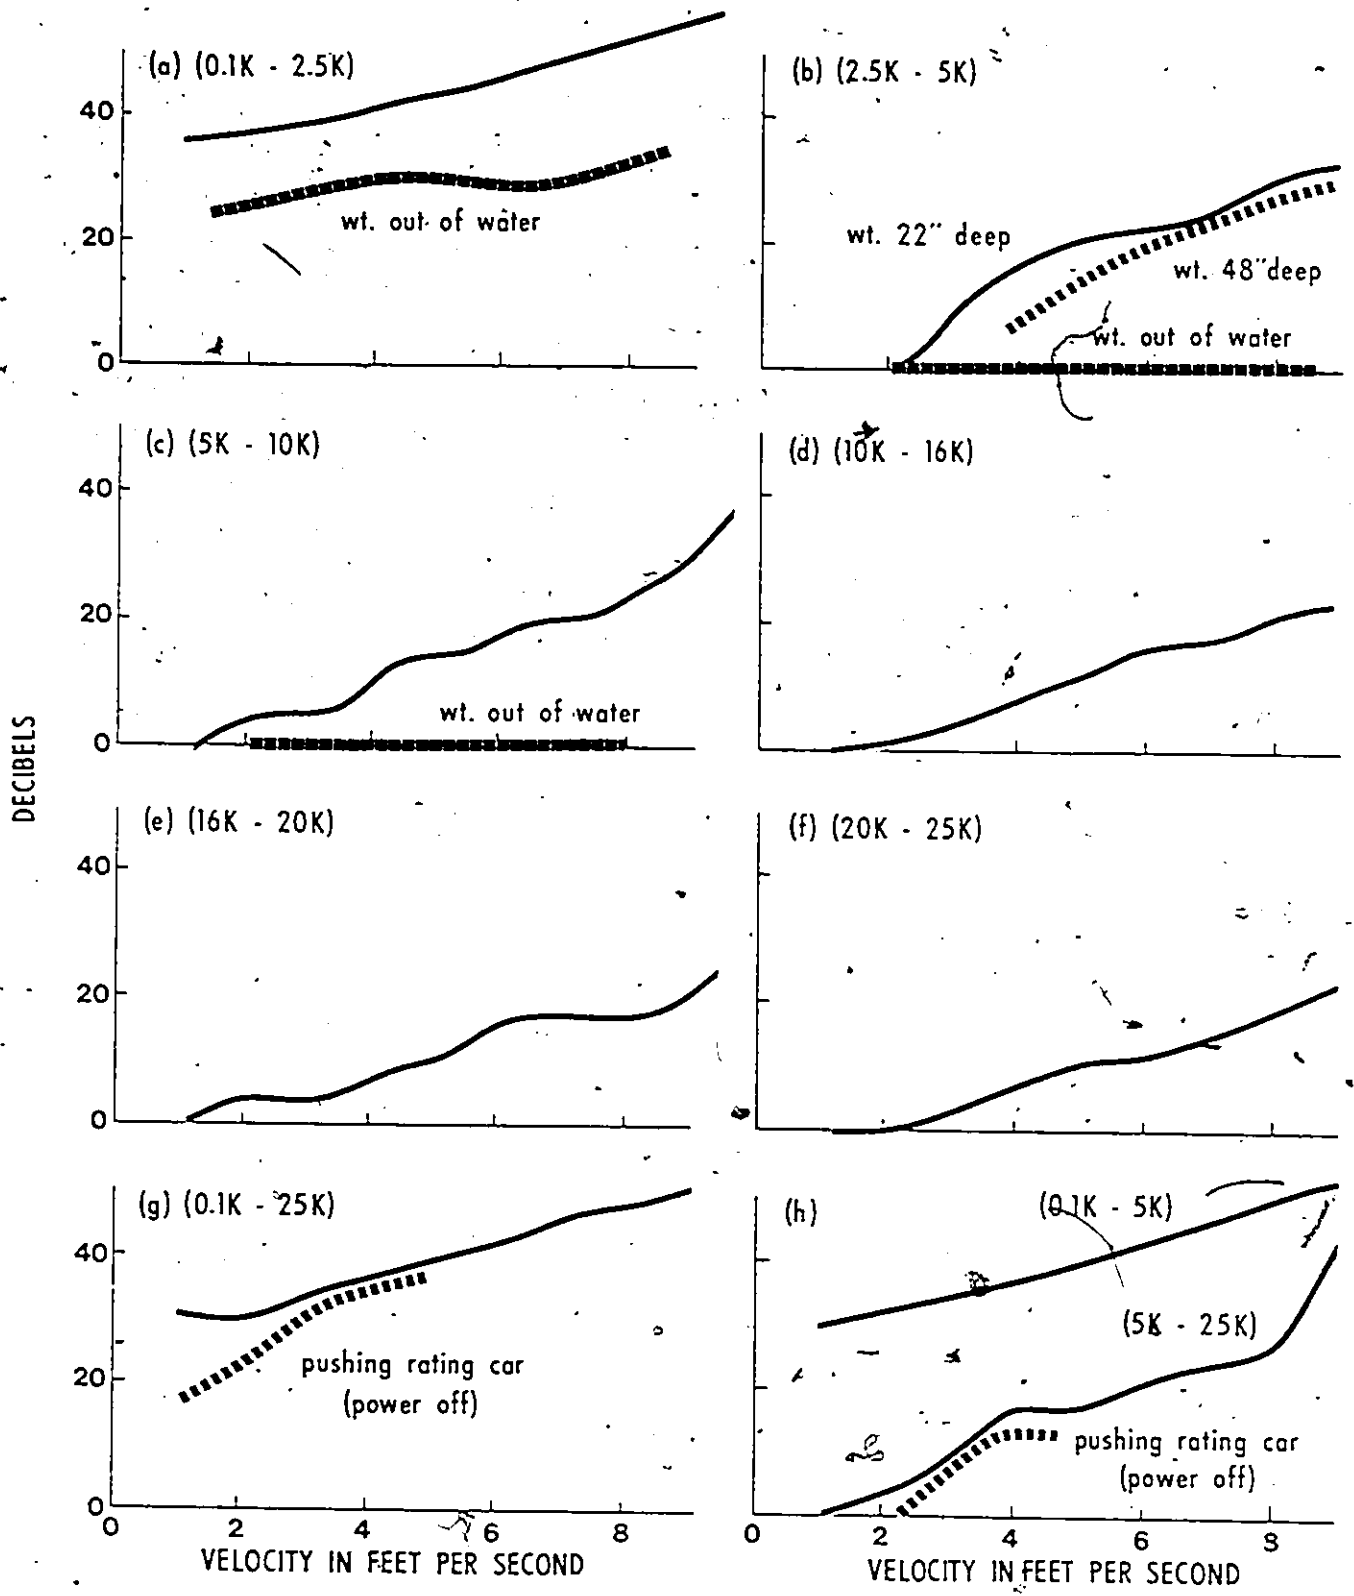 (a) (0.1K - 2.5K)
40
20
0
wt. out of water
(b) (2.5K - 5K)
wt. 22" deep
wt. 48" deep
wt. out of water
(c) (5K - 10K)
40
20
0
wt. out of water
(d) (10K - 16K)
DECIBELS
(e) (16K - 20K)
40
20
0
(f) (20K - 25K)
(g) (0.1K - 25K)
40
20
0
pushing rating car
(power off)
0 2 4 6 8
VELOCITY IN FEET PER SECOND
(h)
(0.1K - 5K)
(5K - 25K)
pushing rating car
(power off)
0 2 4 6 8
VELOCITY IN FEET PER SECOND